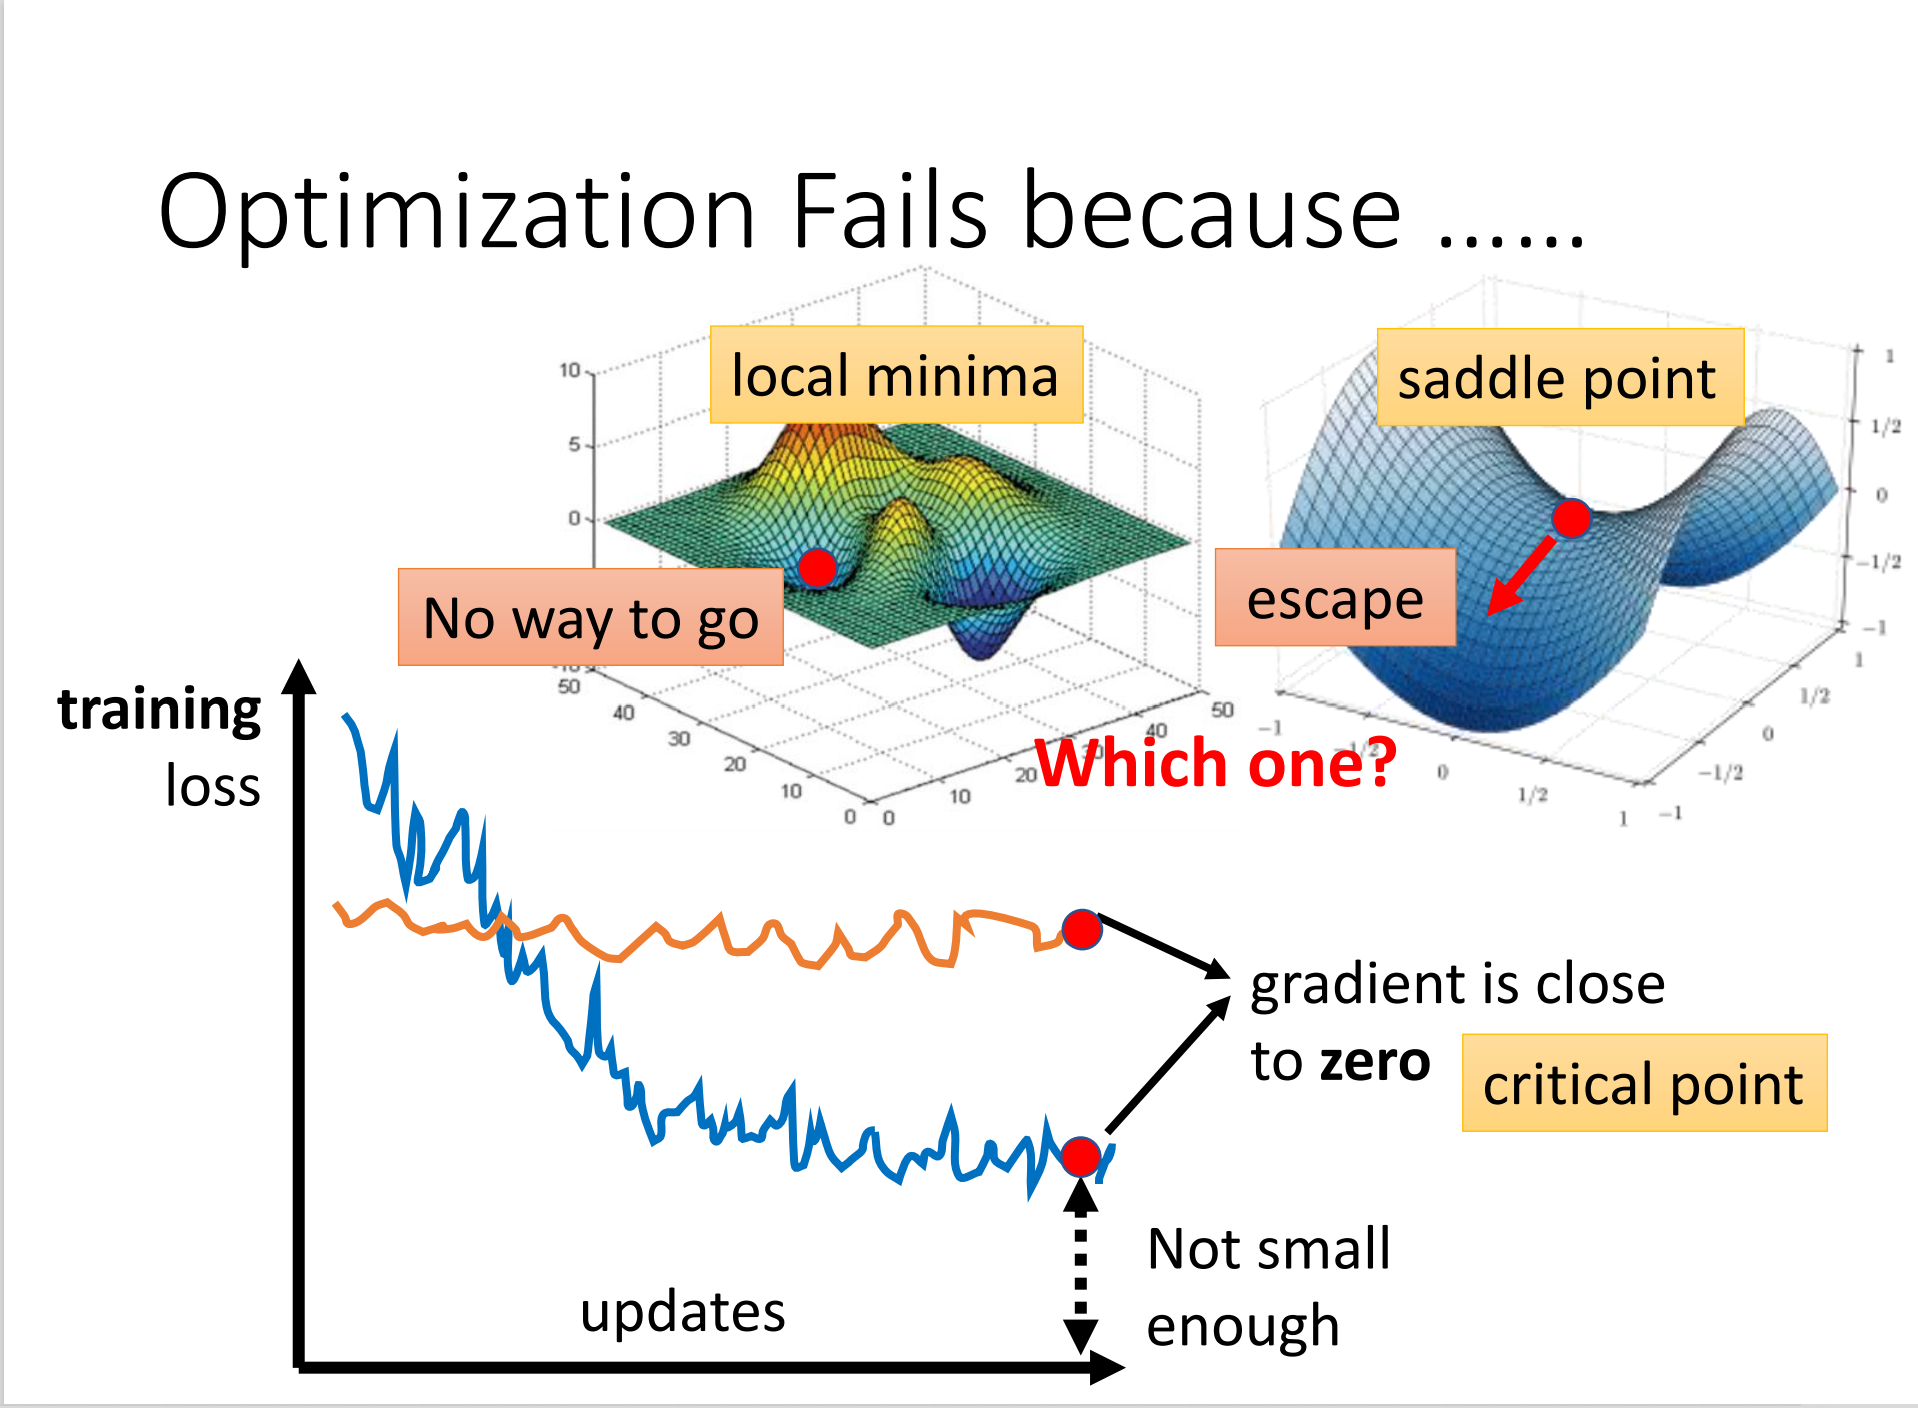 Optimization Fails because ……
local minima
saddle point
10
5
0
No way to go
escape
1
1/2
0
−1/2
−1
50
40
30
20
10
0
0
10
20
30
40
50
−1
−1/2
0
1/2
1
−1
−1/2
0
1/2
1
Which one?
training
loss
gradient is close
to zero
critical point
Not small
enough
updates